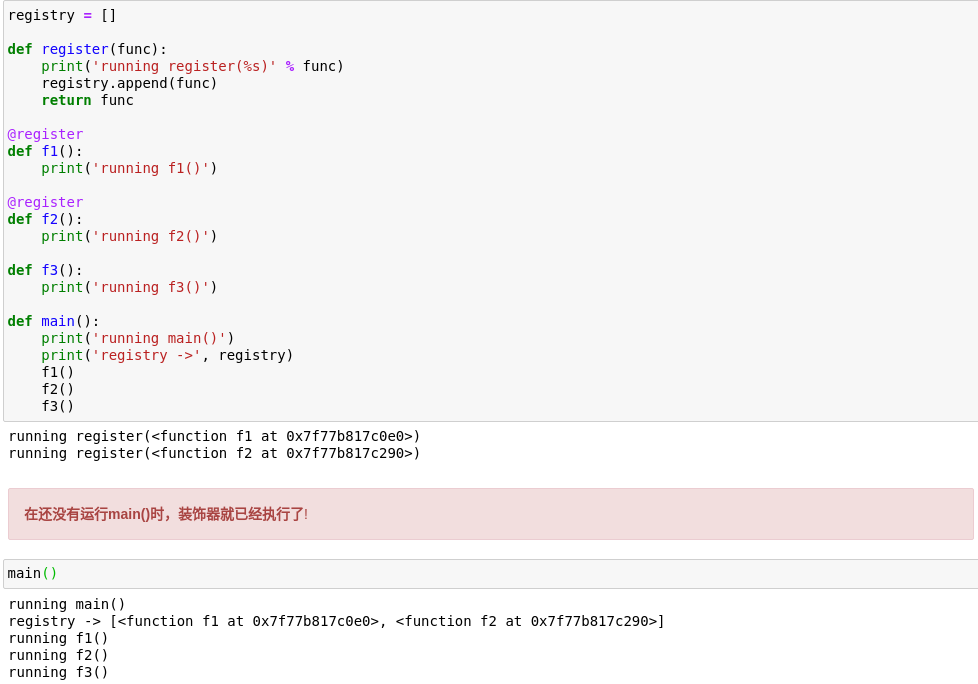 registry = []
def register(func):
    print('running register(%s)' % func)
    registry.append(func)
    return func
@register
def f1():
    print('running f1()')
@register
def f2():
    print('running f2()')
def f3():
    print('running f3()')
def main():
    print('running main()')
    print('registry ->', registry)
    f1()
    f2()
    f3()
running register(<function f1 at 0x7f77b817c0e0>)
running register(<function f2 at 0x7f77b817c290>)
在还没有运行main()时，装饰器就已经执行了!
main()
running main()
registry -> [<function f1 at 0x7f77b817c0e0>, <function f2 at 0x7f77b817c290>]
running f1()
running f2()
running f3()